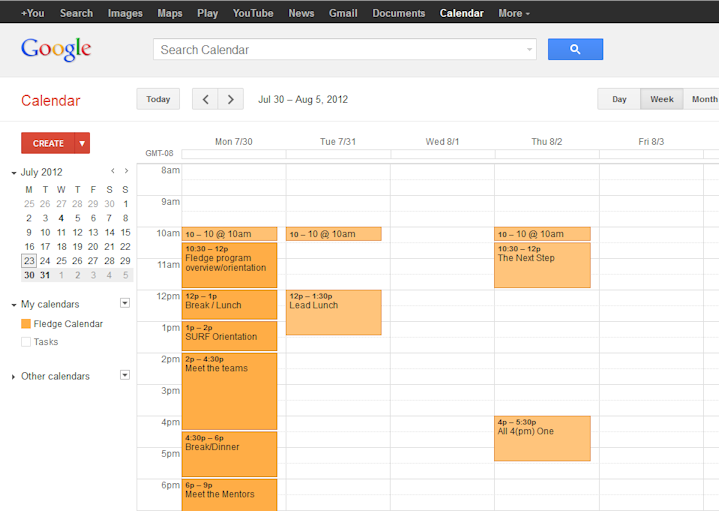 +You Search Images Maps Play YouTube News Gmail Documents Calendar More
Google
Search Calendar
Calendar
Today
Jul 30 – Aug 5, 2012
Day Week Month
CREATE
Mon 7/30 Tue 7/31 Wed 8/1 Thu 8/2 Fri 8/3
GMT-08
July 2012
M T W T F S S
25 26 27 28 29 30 1
2 3 4 5 6 7 8
9 10 11 12 13 14 15
16 17 18 19 20 21 22
23 24 25 26 27 28 29
30 31 1 2 3 4 5
My calendars
Fledge Calendar
Tasks
Other calendars
8am
9am
10am
10 – 10 @ 10am
10 – 10 @ 10am
10 – 10 @ 10am
10:30 – 12p
Fledge program
overview/orientation
10:30 – 12p
The Next Step
11am
12pm
12p – 1p
Break / Lunch
12p – 1:30p
Lead Lunch
1pm
1p – 2p
SURF Orientation
2pm
2p – 4:30p
Meet the teams
3pm
4pm
4p – 5:30p
All 4(pm) One
4:30p – 6p
Break/Dinner
5pm
6pm
6p – 9p
Meet the Mentors